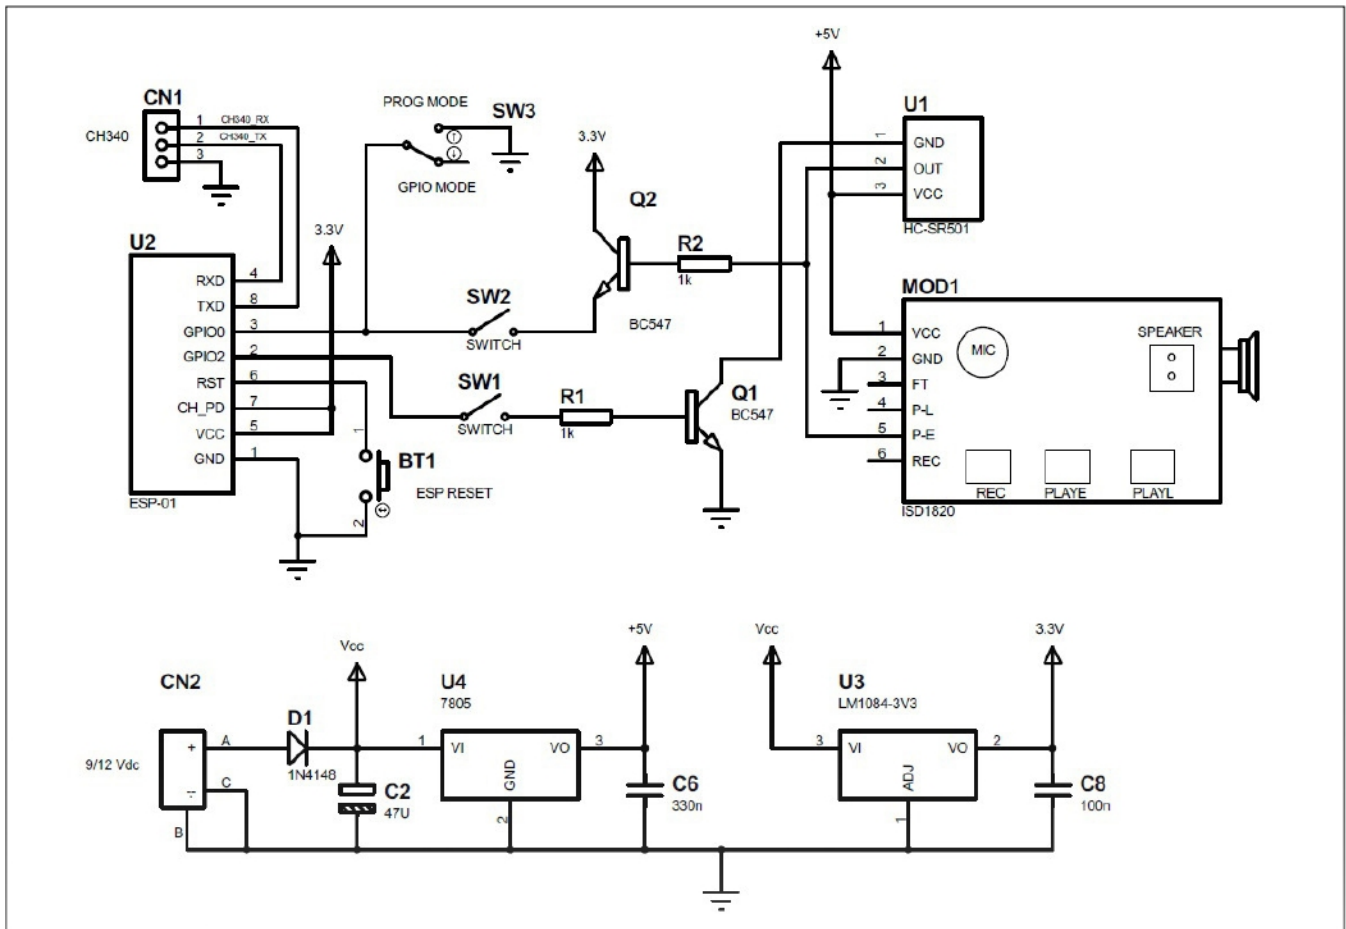 +5V
CN1
PROG MODE
SW3
U1
CH340
1 CH340_RX
2 CH340_TX
3
3.3V
1 GND
2 OUT
3 VCC
HC-SR501
GPIO MODE
Q2
U2
3.3V
R2
1k
MOD1
RXD 4
TXD 8
GPIO0 3
GPIO2 2
RST 6
CH_PD 7
VCC 5
GND 1
ESP-01
SW2
SWITCH
BC547
SW1
SWITCH
R1
1k
Q1
BC547
1 VCC
2 GND
3 FT
4 P-L
5 P-E
6 REC
MIC
SPEAKER
REC
PLAYE
PLAYL
ISD1820
1
BT1
ESP RESET
2
Vcc
+5V
Vcc
3.3V
CN2
U4
7805
U3
LM1084-3V3
9/12 Vdc
+
-
A
C
B
D1
1N4148
C2
47U
1 VI
VO 3
GND
2
C6
330n
3 VI
VO 2
ADJ
1
C8
100n